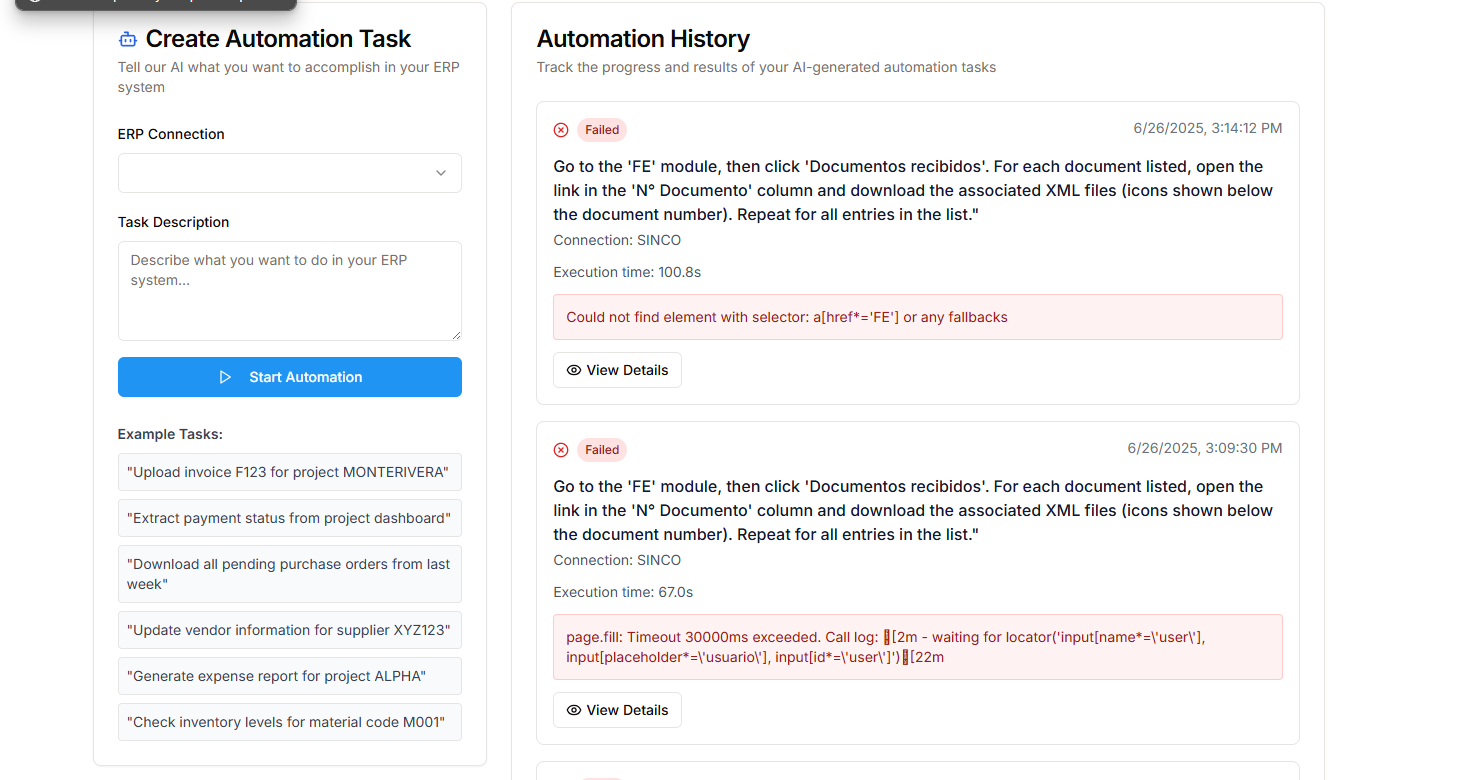 Create Automation Task
Tell our AI what you want to accomplish in your ERP
system
ERP Connection
Task Description
Describe what you want to do in your ERP
system...
Start Automation
Example Tasks:
"Upload invoice F123 for project MONTERIVERA"
"Extract payment status from project dashboard"
"Download all pending purchase orders from last
week"
"Update vendor information for supplier XYZ123"
"Generate expense report for project ALPHA"
"Check inventory levels for material code M001"
Automation History
Track the progress and results of your AI-generated automation tasks
Failed
6/26/2025, 3:14:12 PM
Go to the 'FE' module, then click 'Documentos recibidos'. For each document listed, open the
link in the 'N° Documento' column and download the associated XML files (icons shown below
the document number). Repeat for all entries in the list."
Connection: SINCO
Execution time: 100.8s
Could not find element with selector: a[href*='FE'] or any fallbacks
View Details
Failed
6/26/2025, 3:09:30 PM
Go to the 'FE' module, then click 'Documentos recibidos'. For each document listed, open the
link in the 'N° Documento' column and download the associated XML files (icons shown below
the document number). Repeat for all entries in the list."
Connection: SINCO
Execution time: 67.0s
page.fill: Timeout 30000ms exceeded. Call log: [2m - waiting for locator('input[name*=\'user\'],
input[placeholder*=\'usuario\'], input[id*=\'user\']')[22m
View Details